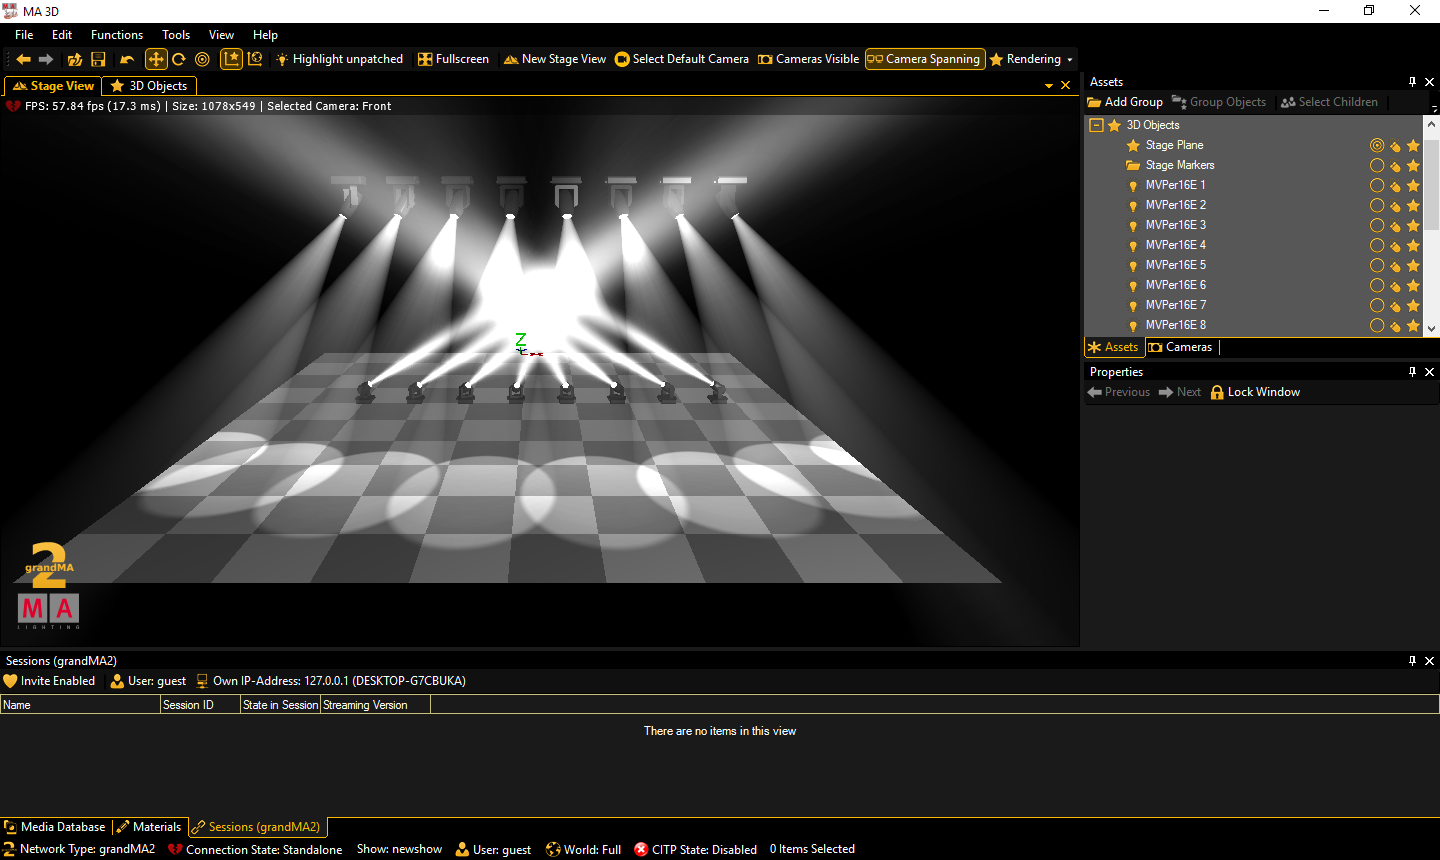 MA 3D
File Edit Functions Tools View Help
Highlight unpatched Fullscreen New Stage View Select Default Camera Cameras Visible Camera Spanning Rendering
Stage View 3D Objects
FPS: 57.84 fps (17.3 ms) | Size: 1078x549 | Selected Camera: Front
Z
2
grandMA
MA
LIGHTING
Assets
Add Group Group Objects Select Children
3D Objects
Stage Plane
Stage Markers
MVPer16E 1
MVPer16E 2
MVPer16E 3
MVPer16E 4
MVPer16E 5
MVPer16E 6
MVPer16E 7
MVPer16E 8
Assets Cameras
Properties
Previous Next Lock Window
Sessions (grandMA2)
Invite Enabled User: guest Own IP-Address: 127.0.0.1 (DESKTOP-G7CBUKA)
Name Session ID State in Session Streaming Version
There are no items in this view
Media Database Materials Sessions (grandMA2)
Network Type: grandMA2 Connection State: Standalone Show: newshow User: guest World: Full CITP State: Disabled 0 Items Selected